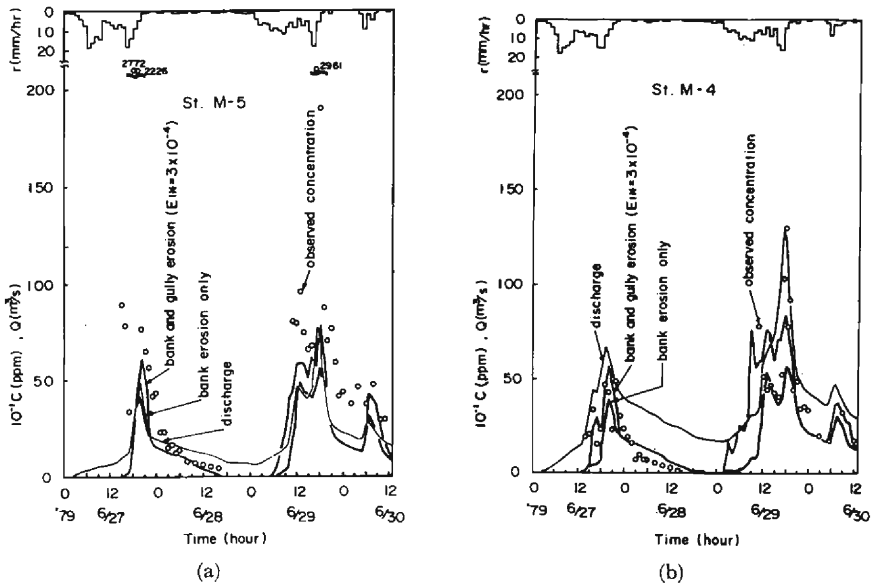 r (mm/hr)
0
10
20
2772
2226
2961
200
150
100
50
0
10⁻¹ C (ppm) , Q (m³/s)
St. M-5
bank and gully erosion (E1*=3×10⁻⁴)
bank erosion only
discharge
observed concentration
0 12 0 12 0 12 0 12
'79 6/27 6/28 6/29 6/30
Time (hour)
(a)
r (mm/hr)
0
10
20
200
150
100
50
0
10⁻¹ C (ppm) , Q (m³/s)
St. M-4
discharge
bank and gully erosion (E1*=3×10⁻⁴)
bank erosion only
observed concentration
0 12 0 12 0 12 0 12
'79 6/27 6/28 6/29 6/30
Time (hour)
(b)